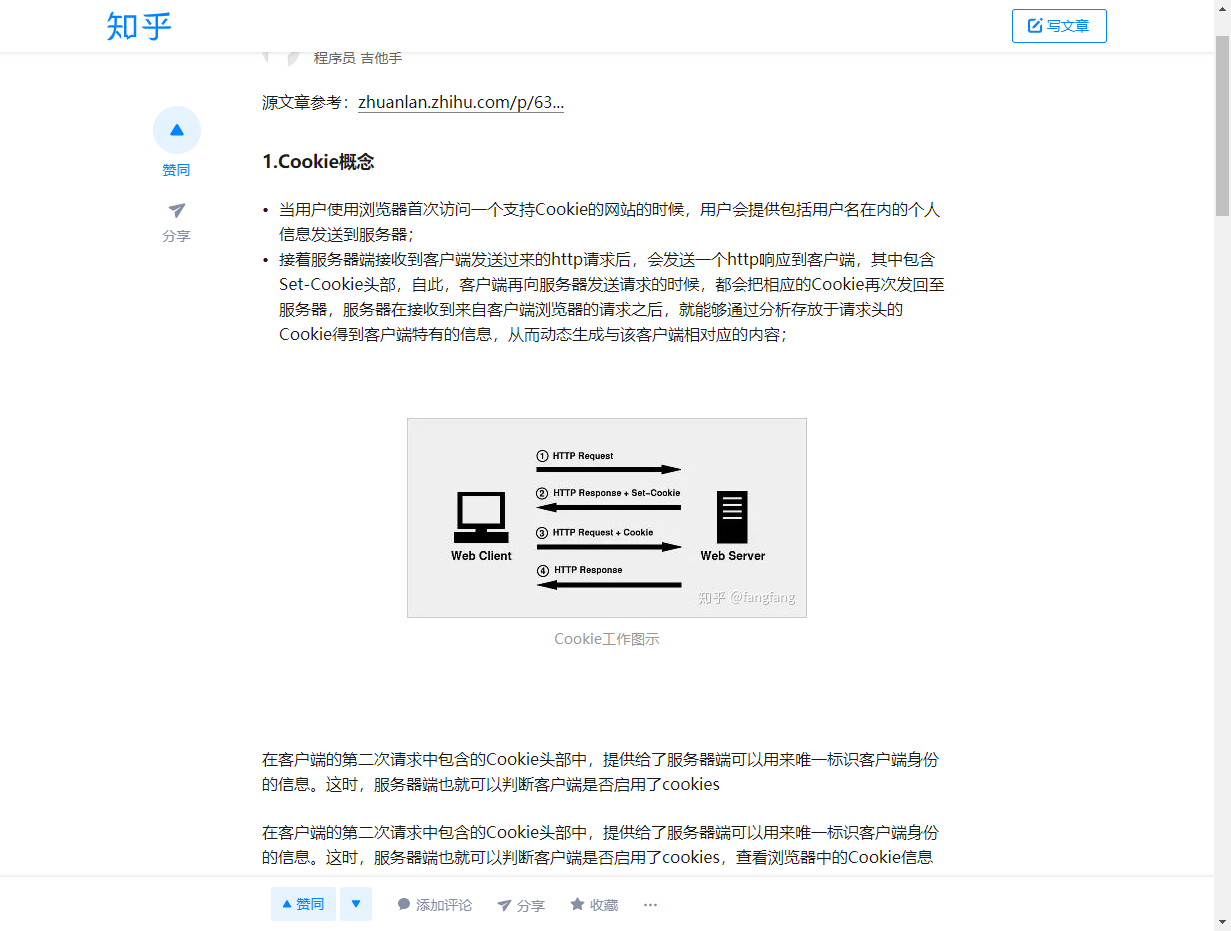 知乎
写文章
程序员 吉他手
源文章参考：zhuanlan.zhihu.com/p/63...
赞同
分享
1.Cookie概念
• 当用户使用浏览器首次访问一个支持Cookie的网站的时候，用户会提供包括用户名在内的个人
信息发送到服务器；
• 接着服务器端接收到客户端发送过来的http请求后，会发送一个http响应到客户端，其中包含
Set-Cookie头部，自此，客户端再向服务器发送请求的时候，都会把相应的Cookie再次发回至
服务器，服务器在接收到来自客户端浏览器的请求之后，就能够通过分析存放于请求头的
Cookie得到客户端特有的信息，从而动态生成与该客户端相对应的内容；
① HTTP Request
② HTTP Response + Set-Cookie
③ HTTP Request + Cookie
Web Client
Web Server
④ HTTP Response
知乎 @fangfang
Cookie工作图示
在客户端的第二次请求中包含的Cookie头部中，提供给了服务器端可以用来唯一标识客户端身份
的信息。这时，服务器端也就可以判断客户端是否启用了cookies
在客户端的第二次请求中包含的Cookie头部中，提供给了服务器端可以用来唯一标识客户端身份
的信息。这时，服务器端也就可以判断客户端是否启用了cookies，查看浏览器中的Cookie信息
赞同
添加评论
分享
收藏